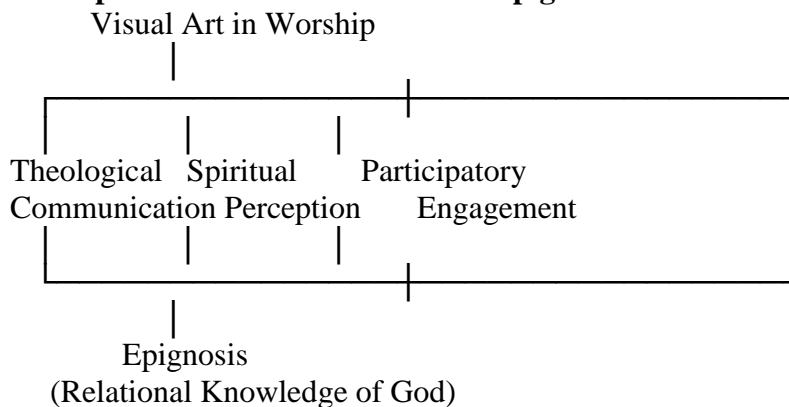 Visual Art in Worship
Theological Spiritual Participatory
Communication Perception Engagement
Epignosis
(Relational Knowledge of God)